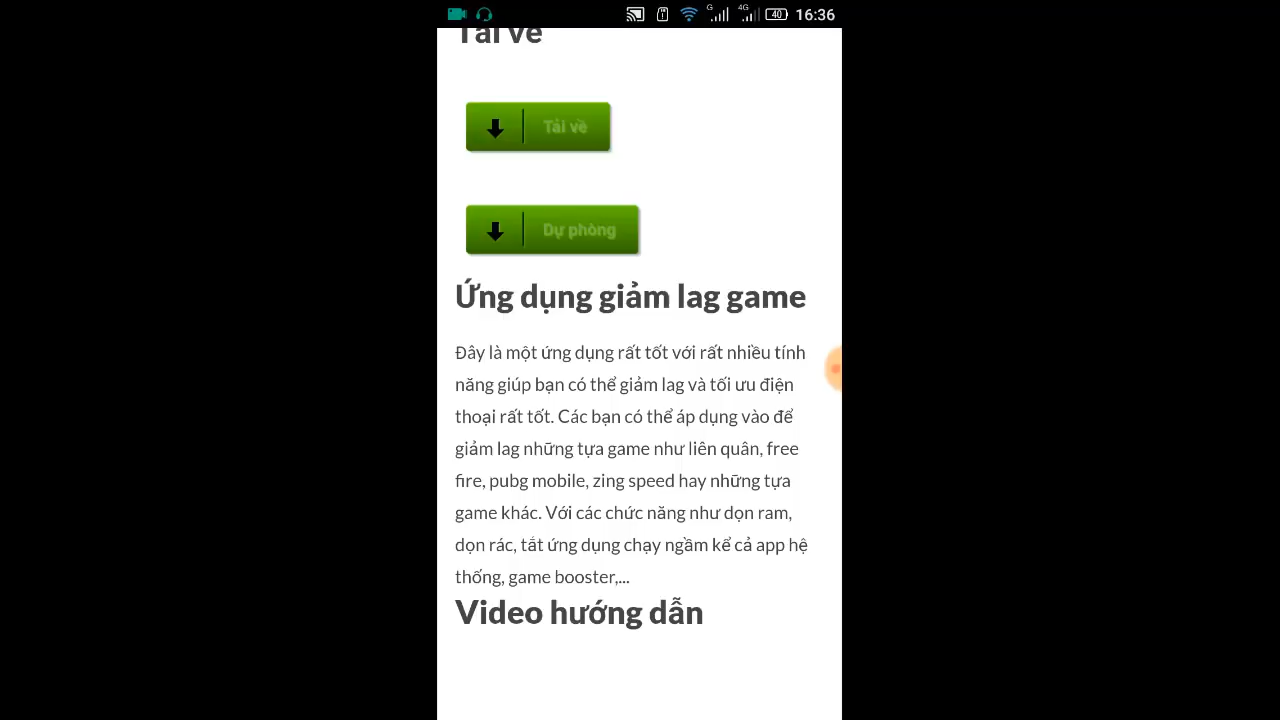 G
4G
40
16:36
Tải về
Tải về
Dự phòng
Ứng dụng giảm lag game
Đây là một ứng dụng rất tốt với rất nhiều tính
năng giúp bạn có thể giảm lag và tối ưu điện
thoại rất tốt. Các bạn có thể áp dụng vào để
giảm lag những tựa game như liên quân, free
fire, pubg mobile, zing speed hay những tựa
game khác. Với các chức năng như dọn ram,
dọn rác, tắt ứng dụng chạy ngầm kể cả app hệ
thống, game booster,...
Video hướng dẫn